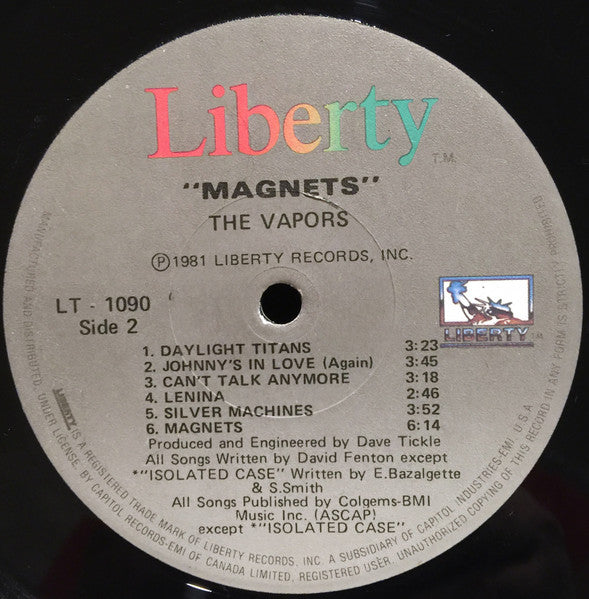 Liberty
T.M.
"MAGNETS"
THE VAPORS
Ⓟ1981 LIBERTY RECORDS, INC.
LT - 1090
Side 2
LIBERTY
TM
1. DAYLIGHT TITANS 3:23
2. JOHNNY'S IN LOVE (Again) 3:45
3. CAN'T TALK ANYMORE 3:18
4. LENINA 2:46
5. SILVER MACHINES 3:52
6. MAGNETS 6:14
Produced and Engineered by Dave Tickle
All Songs Written by David Fenton except
*"ISOLATED CASE" Written by E.Bazalgette
& S.Smith
All Songs Published by Colgems-BMI
Music Inc. (ASCAP)
except *"ISOLATED CASE"
MANUFACTURED AND DISTRIBUTED, UNDER LICENSE, BY CAPITOL RECORDS-EMI OF CANADA LIMITED, REGISTERED USER. UNAUTHORIZED COPYING OF THIS RECORD IN ANY FORM IS PROHIBITED
LIBERTY IS A REGISTERED TRADE MARK OF LIBERTY RECORDS, INC. A SUBSIDIARY OF CAPITOL INDUSTRIES-EMI, U.S.A.